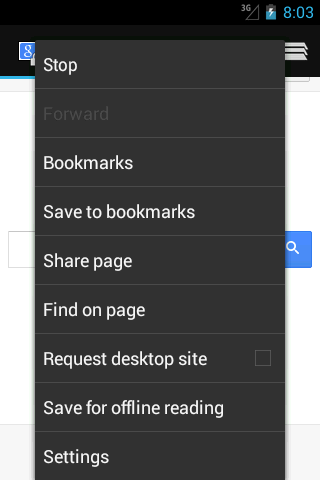 3G 8:03
8
Stop
Forward
Bookmarks
Save to bookmarks
Share page
Find on page
Request desktop site
Save for offline reading
Settings